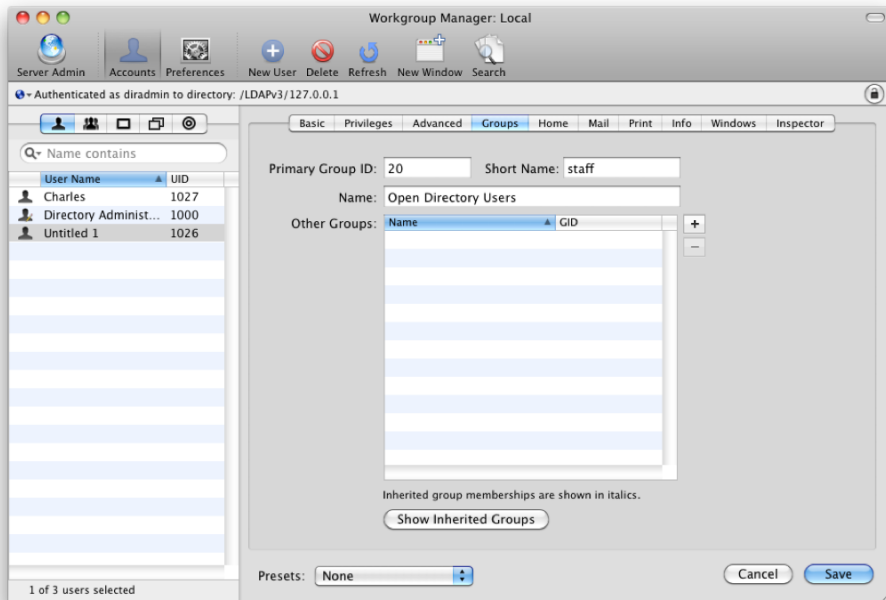 Workgroup Manager: Local
Server Admin Accounts Preferences New User Delete Refresh New Window Search
Authenticated as diradmin to directory: /LDAPv3/127.0.0.1
Basic Privileges Advanced Groups Home Mail Print Info Windows Inspector
Name contains
User Name UID
Charles 1027
Directory Administ... 1000
Untitled 1 1026
Primary Group ID: 20 Short Name: staff
Name: Open Directory Users
Other Groups: Name GID
+
−
Inherited group memberships are shown in italics.
Show Inherited Groups
Presets: None Cancel Save
1 of 3 users selected